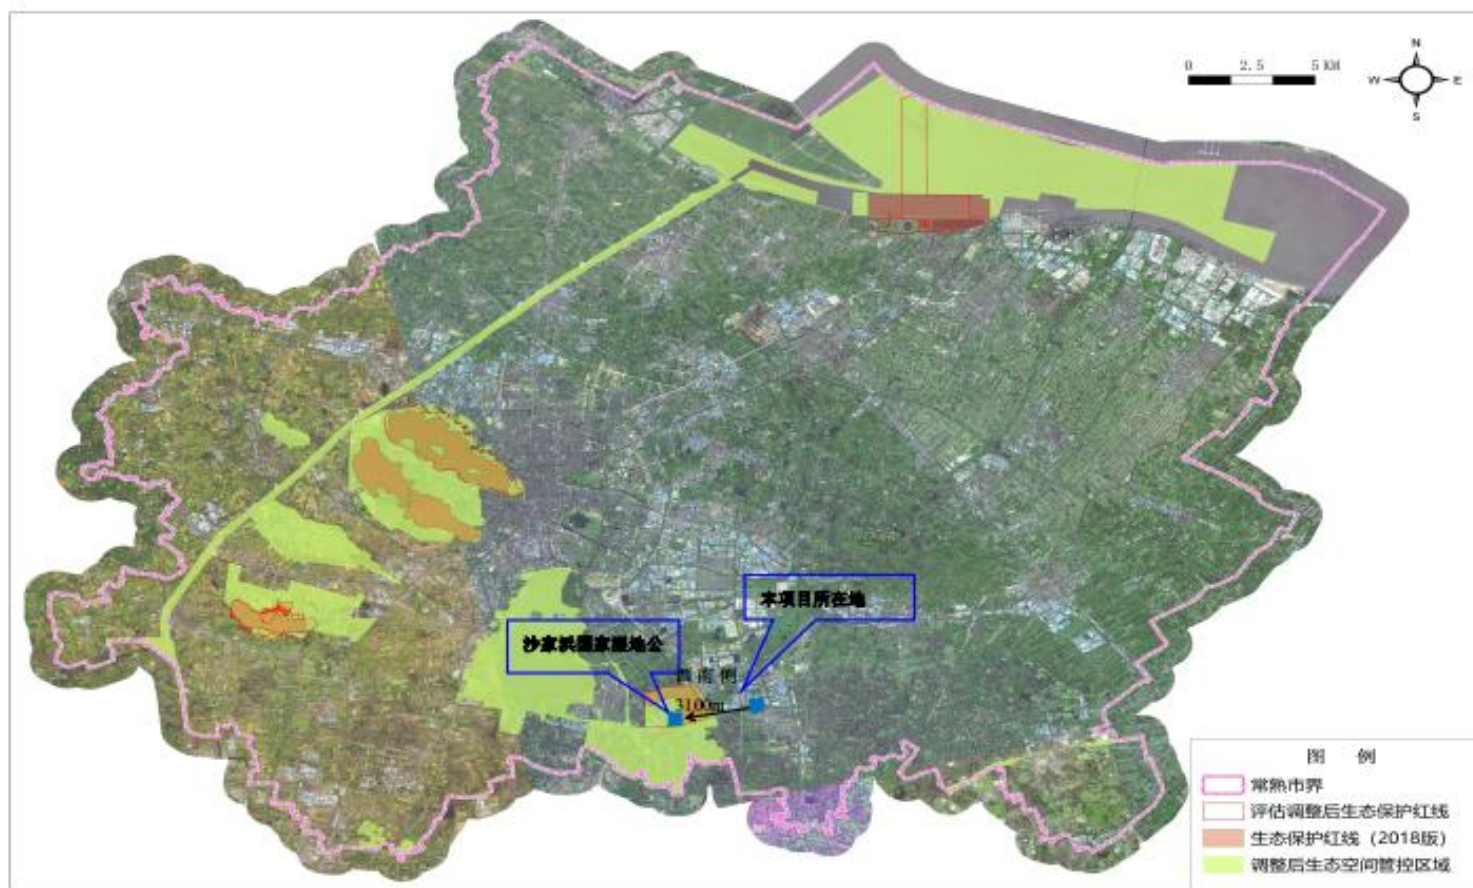 N
0 2.5 5 KM
W E
S
本项目所在地
沙家浜国家湿地公
西南侧
3100m
图 例
常熟市界
评估调整后生态保护红线
生态保护红线（2018版）
调整后生态空间管控区域